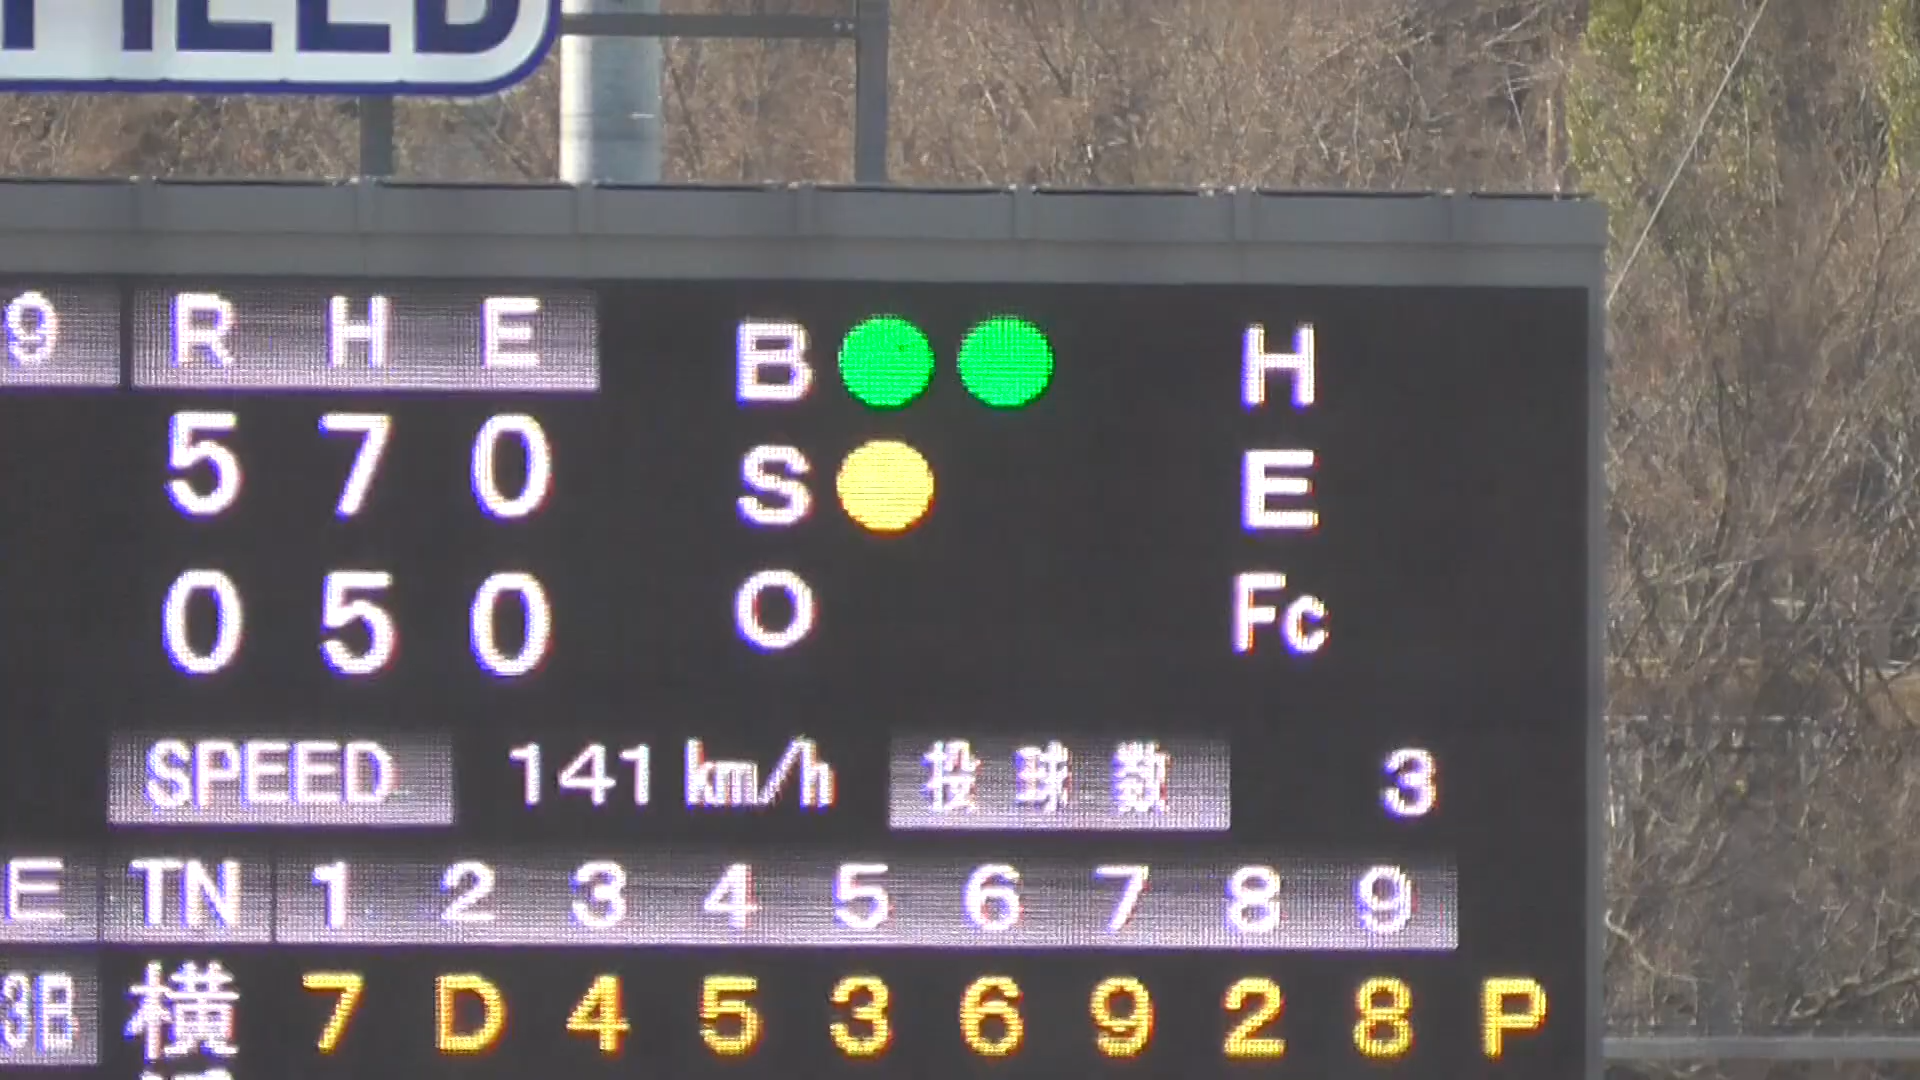 FIELD
9 R H E
B
H
5 7 0
S
E
0 5 0
O
Fc
SPEED 141 km/h 投球数 3
E TN 1 2 3 4 5 6 7 8 9
3B 横 7 D 4 5 3 6 9 2 8 P